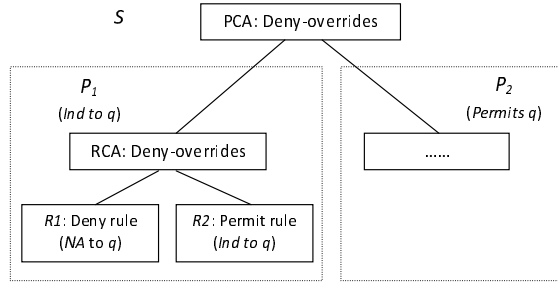 S
PCA: Deny-overrides
P1
(Ind to q)
P2
(Permits q)
RCA: Deny-overrides
......
R1: Deny rule
(NA to q)
R2: Permit rule
(Ind to q)